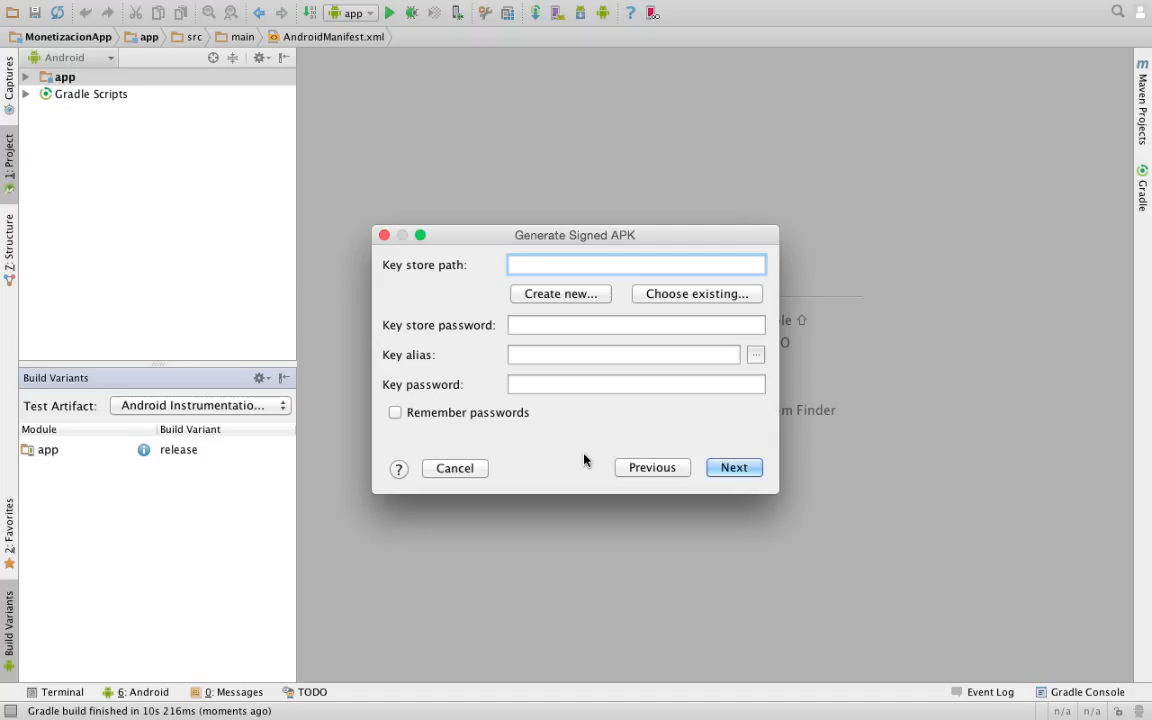 app
MonetizacionApp
app
src
main
AndroidManifest.xml
Captures
1: Project
Z: Structure
2: Favorites
Build Variants
Android
app
Gradle Scripts
Build Variants
Test Artifact:
Android Instrumentatio...
Module
Build Variant
app
release
Generate Signed APK
Key store path:
Create new...
Choose existing...
Key store password:
Key alias:
...
Key password:
Remember passwords
?
Cancel
Previous
Next
le ⇧
O
m Finder
m
Maven Projects
Gradle
Terminal
6: Android
0: Messages
TODO
Event Log
Gradle Console
Gradle build finished in 10s 216ms (moments ago)
n/a
n/a